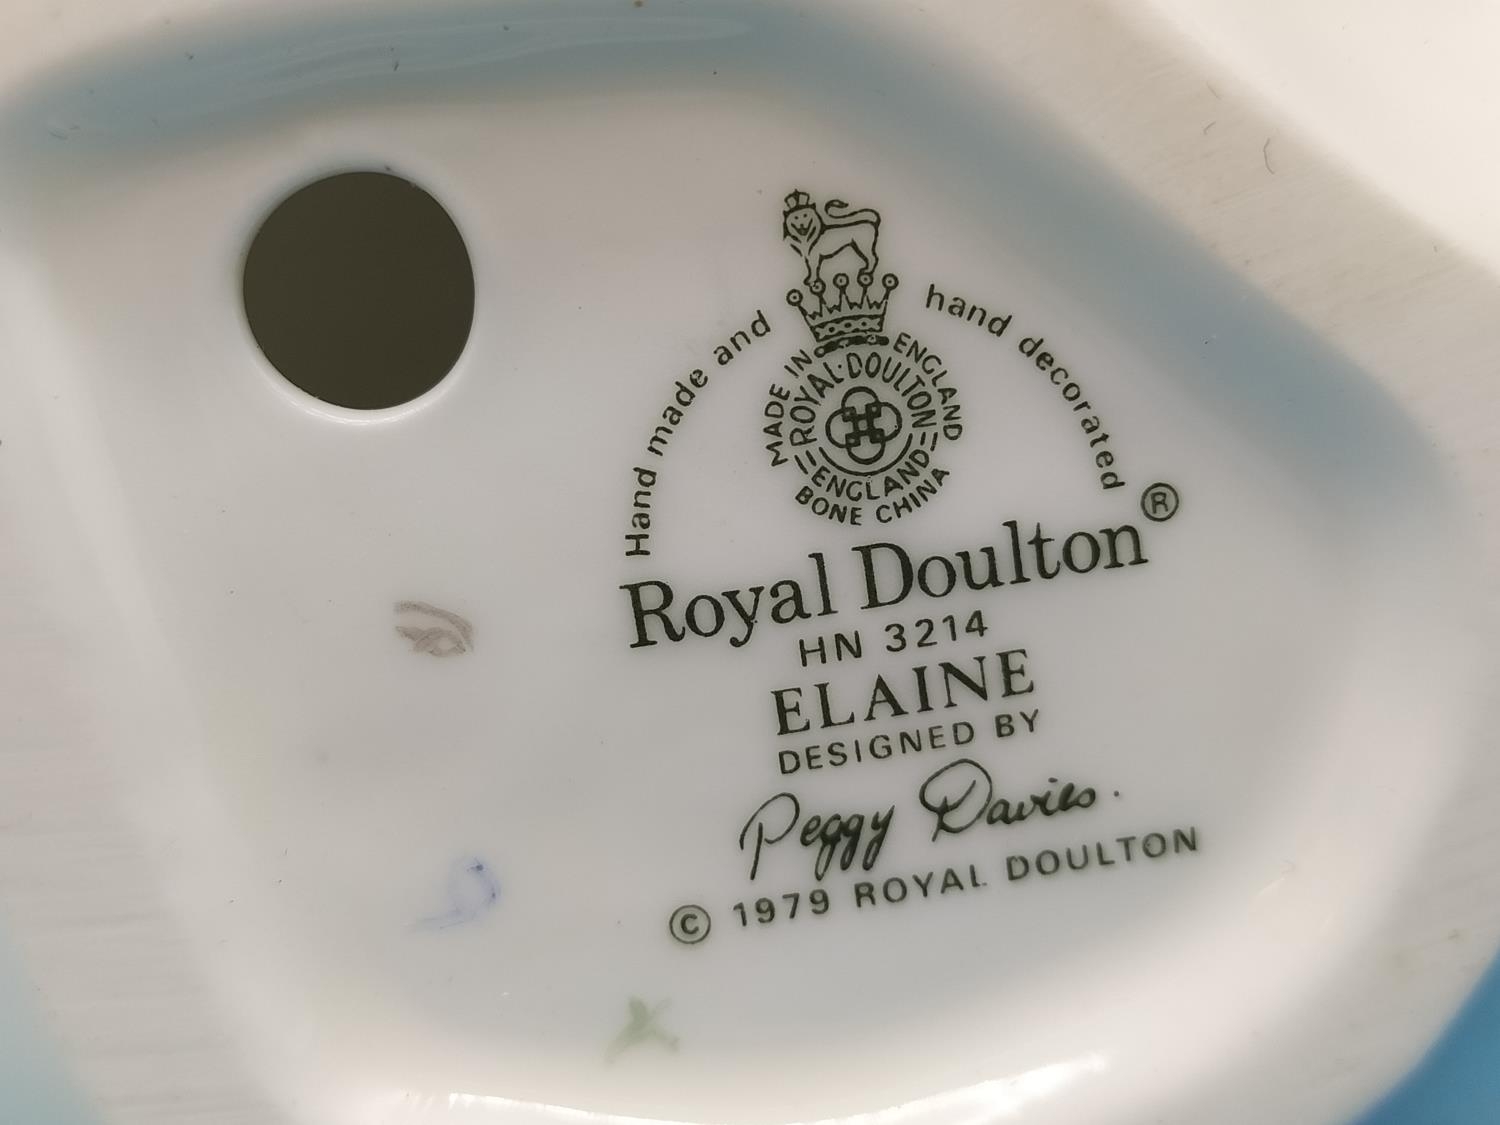 Hand made and hand decorated
MADE IN ENGLAND
ROYAL·DOULTON
ENGLAND
BONE CHINA
Royal Doulton®
HN 3214
ELAINE
DESIGNED BY
Peggy Davies.
© 1979 ROYAL DOULTON